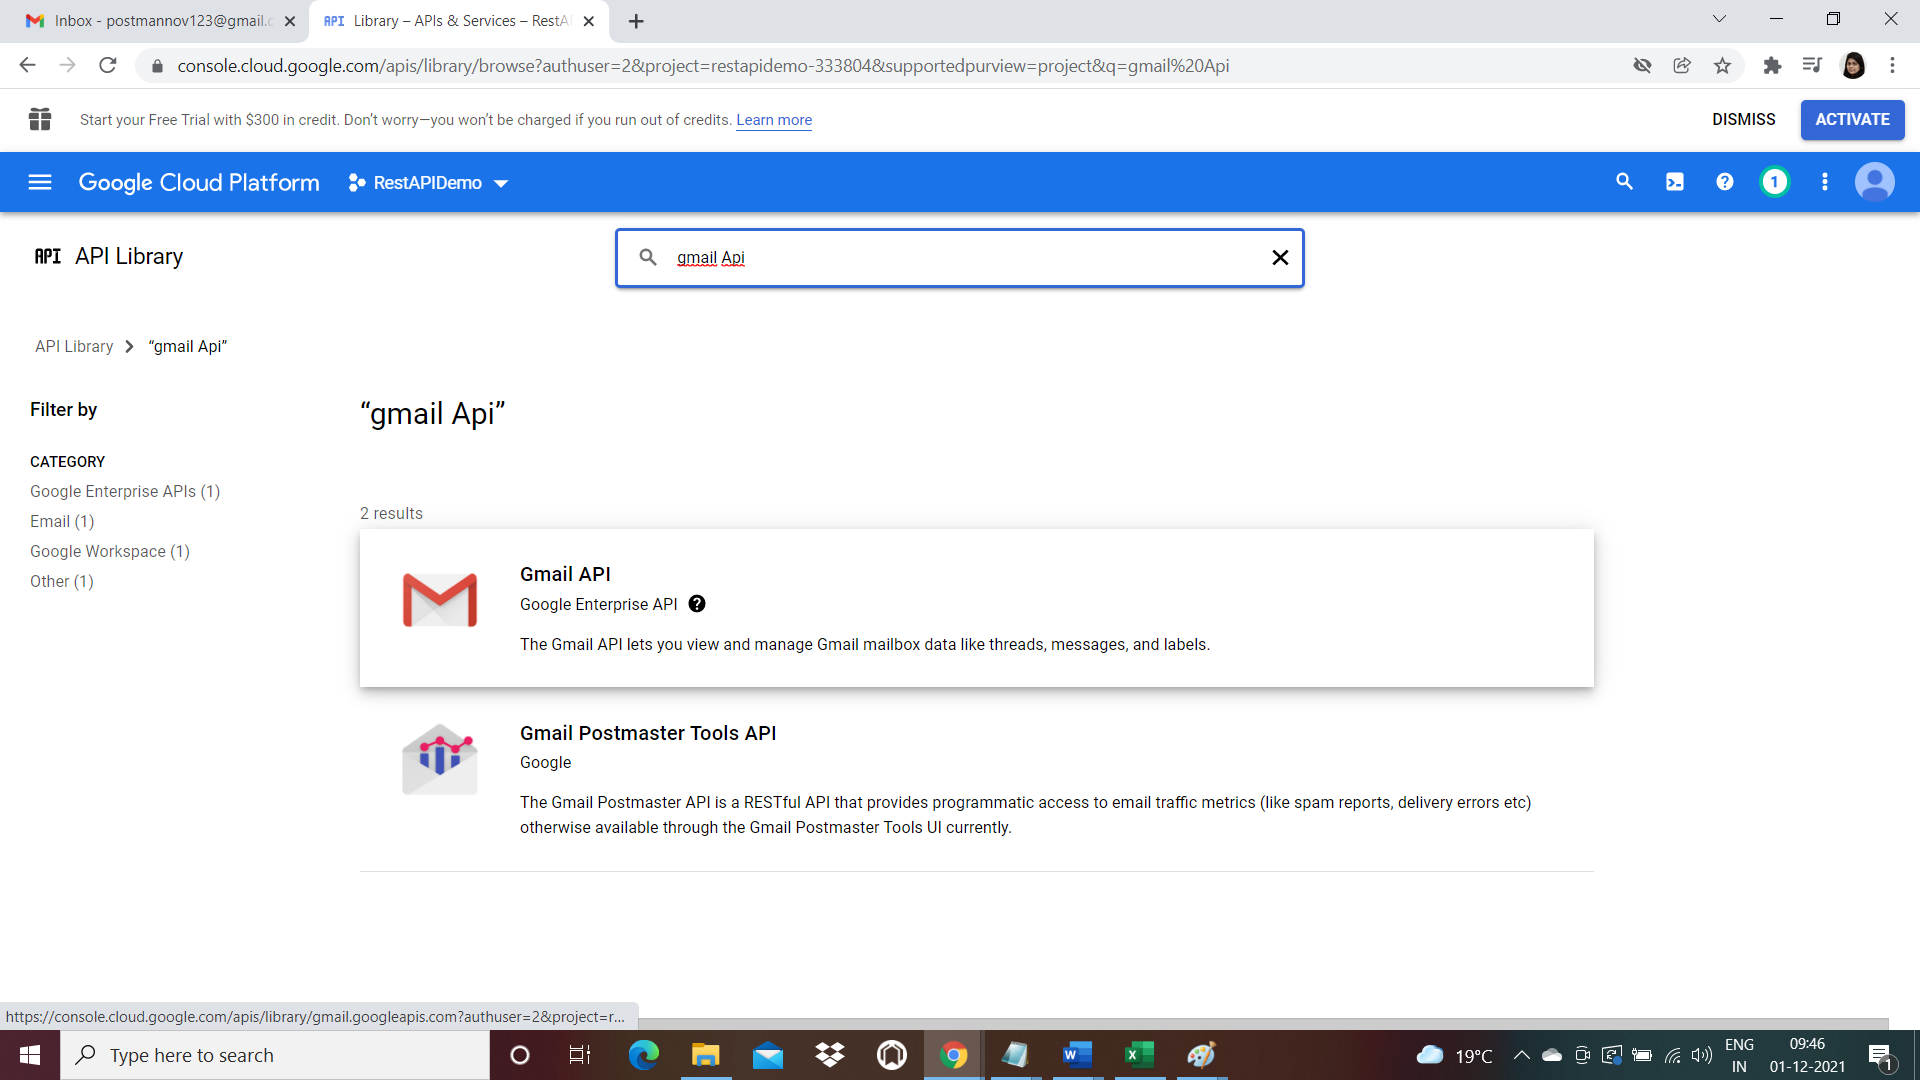 Inbox - postmannov123@gmail.c
API Library – APIs & Services – RestA
console.cloud.google.com/apis/library/browse?authuser=2&project=restapidemo-333804&supportedpurview=project&q=gmail%20Api
Start your Free Trial with $300 in credit. Don't worry—you won't be charged if you run out of credits. Learn more
DISMISS
ACTIVATE
Google Cloud Platform
RestAPIDemo
1
API API Library
gmail Api
API Library
“gmail Api”
Filter by
“gmail Api”
CATEGORY
Google Enterprise APIs (1)
Email (1)
Google Workspace (1)
Other (1)
2 results
Gmail API
Google Enterprise API
The Gmail API lets you view and manage Gmail mailbox data like threads, messages, and labels.
Gmail Postmaster Tools API
Google
The Gmail Postmaster API is a RESTful API that provides programmatic access to email traffic metrics (like spam reports, delivery errors etc)
otherwise available through the Gmail Postmaster Tools UI currently.
https://console.cloud.google.com/apis/library/gmail.googleapis.com?authuser=2&project=r...
Type here to search
19°C
ENG
IN
09:46
01-12-2021
1